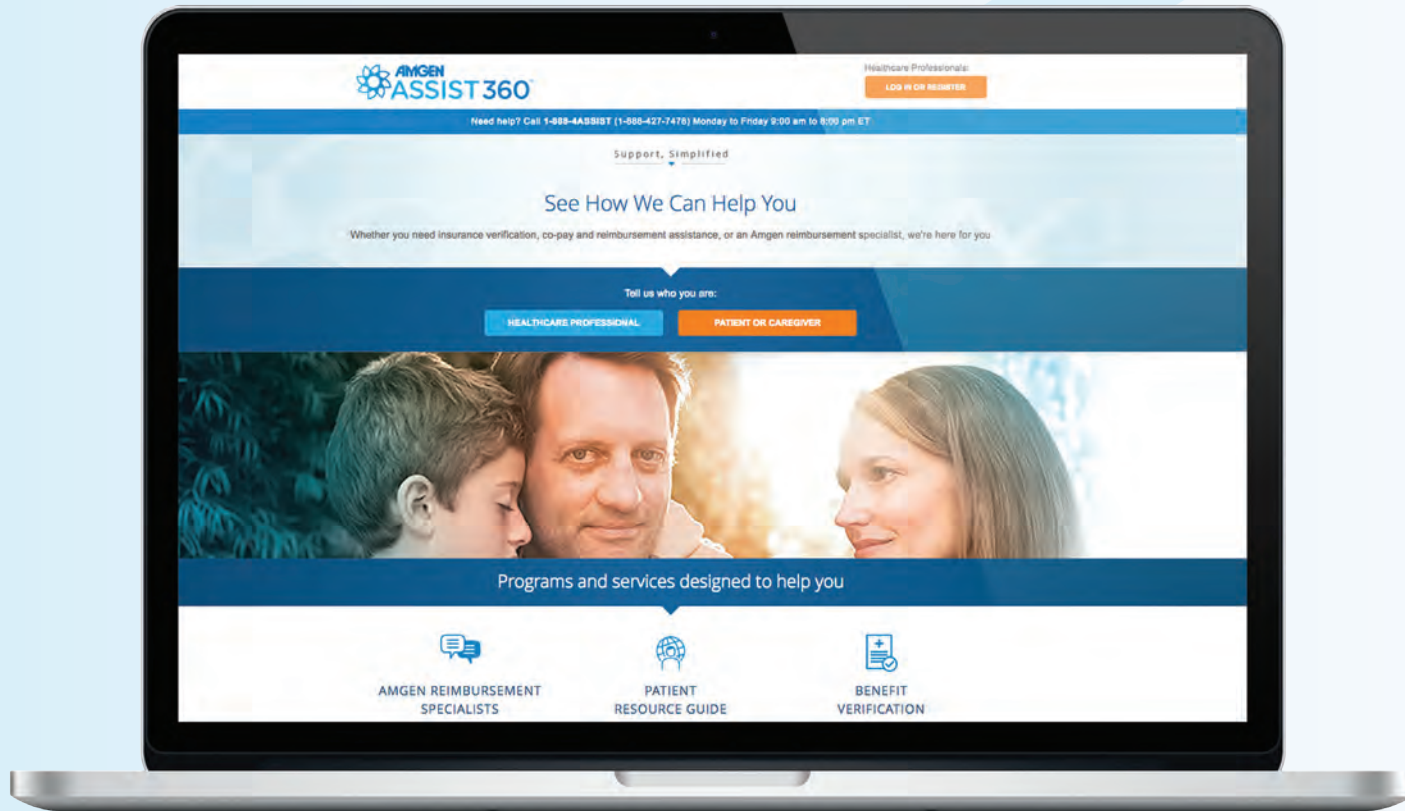 AMGEN
ASSIST 360™
Healthcare Professionals:
LOG IN OR REGISTER
Need help? Call 1-888-4ASSIST (1-888-427-7478) Monday to Friday 9:00 am to 8:00 pm ET
Support, Simplified
See How We Can Help You
Whether you need insurance verification, co-pay and reimbursement assistance, or an Amgen reimbursement specialist, we're here for you
Tell us who you are:
HEALTHCARE PROFESSIONAL
PATIENT OR CAREGIVER
Programs and services designed to help you
AMGEN REIMBURSEMENT
SPECIALISTS
PATIENT
RESOURCE GUIDE
BENEFIT
VERIFICATION